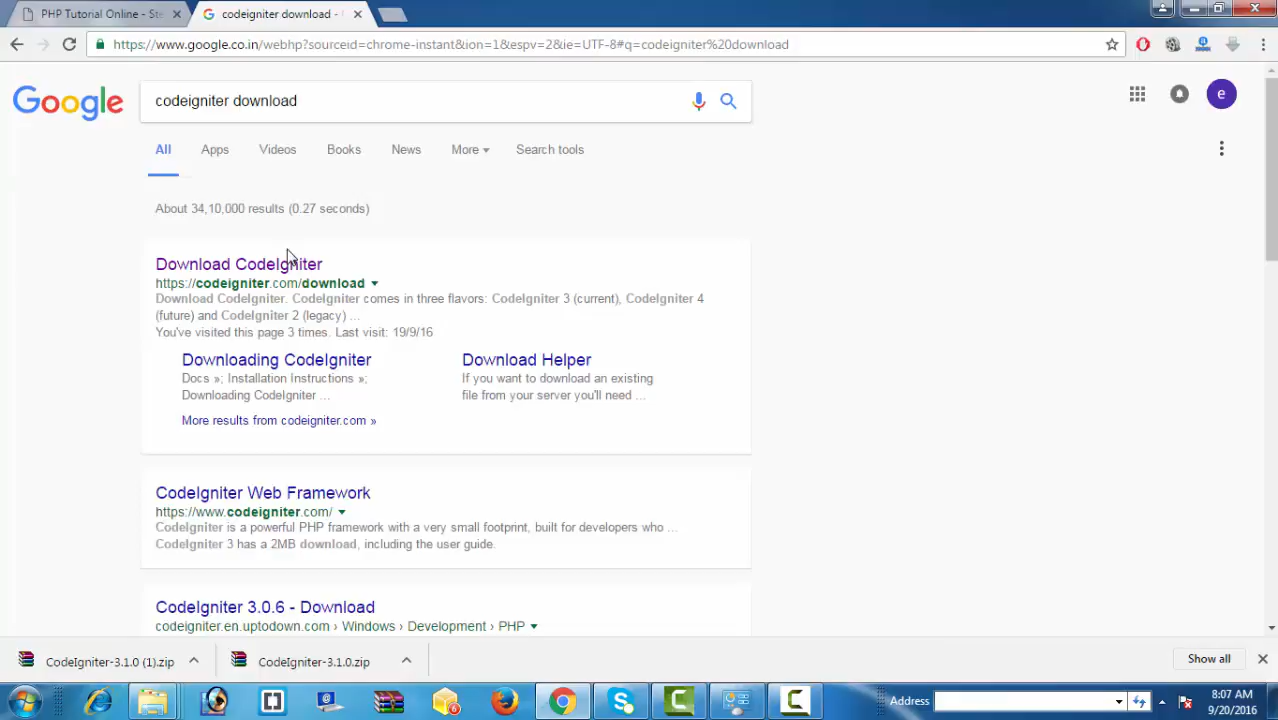 PHP Tutorial Online - Ste
codeigniter download -
https://www.google.co.in/webhp?sourceid=chrome-instant&ion=1&espv=2&ie=UTF-8#q=codeigniter%20download
Google
codeigniter download
e
All Apps Videos Books News More Search tools
About 34,10,000 results (0.27 seconds)
Download CodeIgniter
https://codeigniter.com/download
Download CodeIgniter. CodeIgniter comes in three flavors: CodeIgniter 3 (current), CodeIgniter 4
(future) and CodeIgniter 2 (legacy) ...
You've visited this page 3 times. Last visit: 19/9/16
Downloading CodeIgniter
Docs »; Installation Instructions »;
Downloading CodeIgniter ...
Download Helper
If you want to download an existing
file from your server you'll need ...
More results from codeigniter.com »
CodeIgniter Web Framework
https://www.codeigniter.com/
CodeIgniter is a powerful PHP framework with a very small footprint, built for developers who ...
CodeIgniter 3 has a 2MB download, including the user guide.
CodeIgniter 3.0.6 - Download
codeigniter.en.uptodown.com › Windows › Development › PHP
CodeIgniter-3.1.0 (1).zip
CodeIgniter-3.1.0.zip
Show all
Address
8:07 AM
9/20/2016